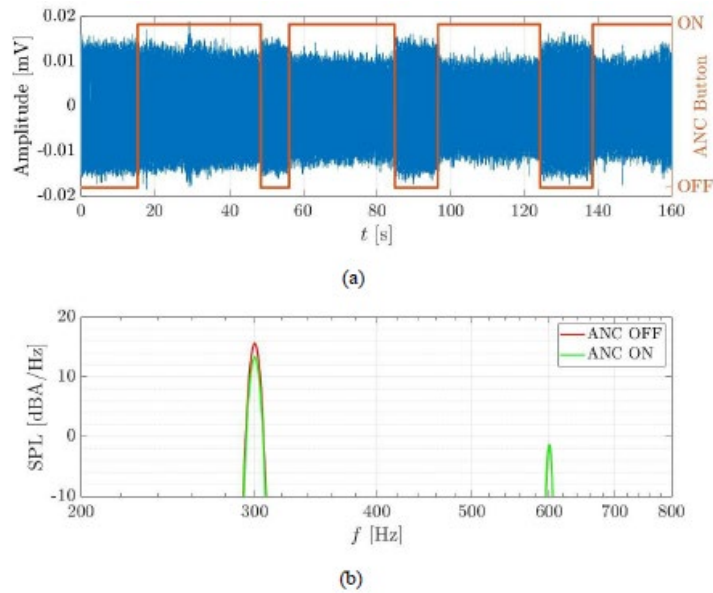 (a)
0.02
0.01
0
-0.01
-0.02
Amplitude [mV]
ON
OFF
ANC Button
0 20 40 60 80 100 120 140 160
t [s]
(a)
20
10
0
-10
SPL [dBA/Hz]
ANC OFF
ANC ON
200 300 400 500 600 700 800
f [Hz]
(b)